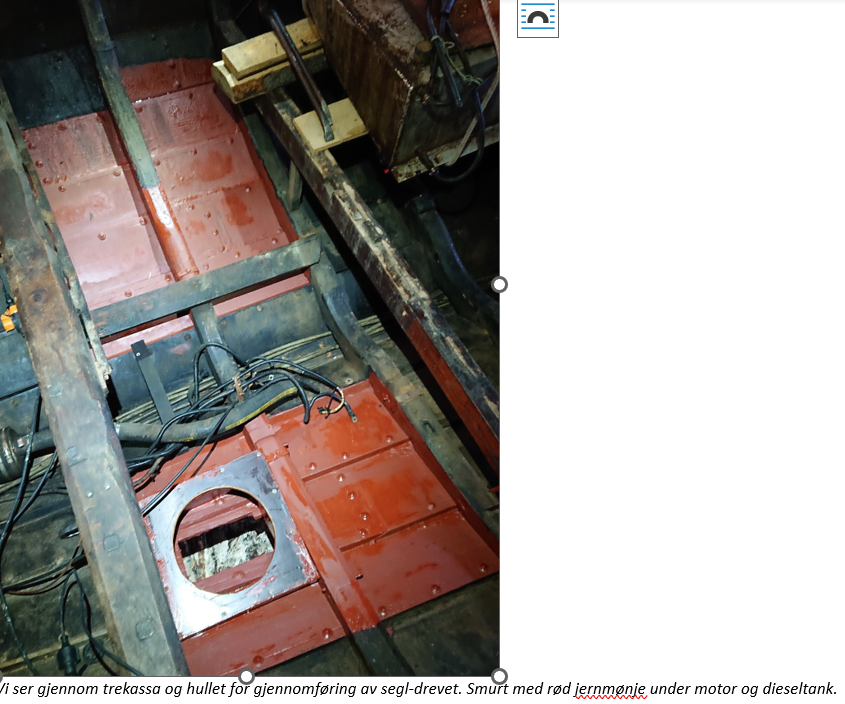 Vi ser gjennom trekassa og hullet for gjennomføring av segl-drevet. Smurt med rød jernmønje under motor og dieseltank.